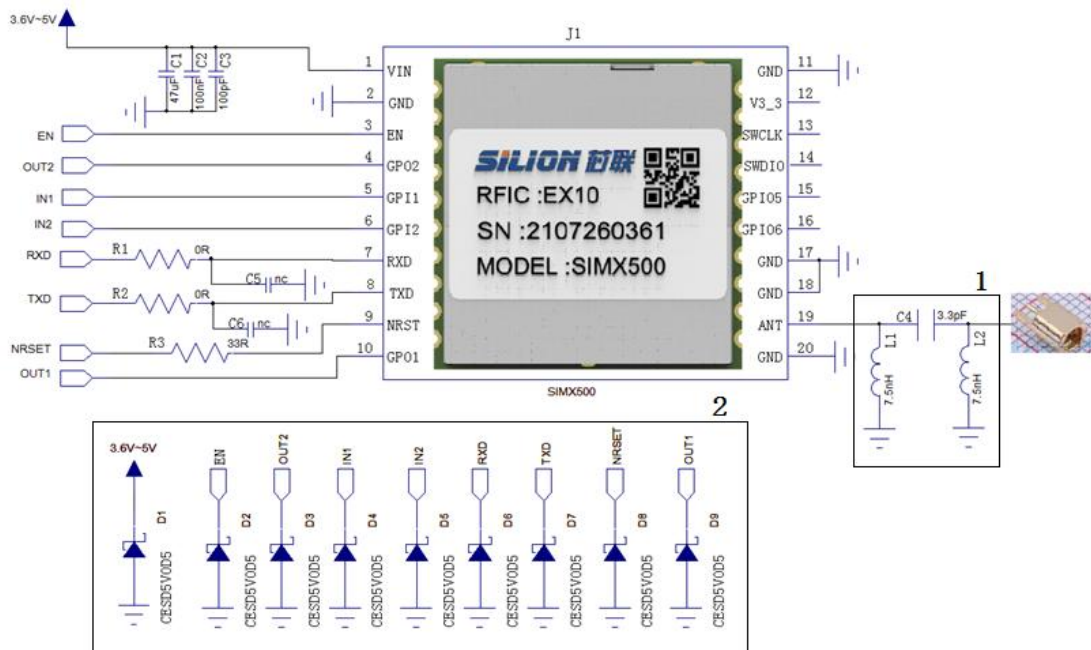 3.6V~5V
J1
C1
47uF
C2
100nF
C3
100pF
1 VIN
2 GND
3 EN
4 GPO2
5 GPI1
6 GPI2
7 RXD
8 TXD
9 NRST
10 GPO1
EN
OUT2
IN1
IN2
RXD
R1
0R
C5
nc
TXD
R2
0R
C6
nc
NRSET
R3
33R
OUT1
SILION 芯联
RFIC :EX10
SN :2107260361
MODEL :SIMX500
GND 11
V3_3 12
SWCLK 13
SWDIO 14
GPIO5 15
GPIO6 16
GND 17
GND 18
ANT 19
GND 20
SIMX500
1
C4
3.3pF
L1
7.5nH
L2
7.5nH
2
3.6V~5V
EN
OUT2
IN1
IN2
RXD
TXD
NRSET
OUT1
D1
D2
D3
D4
D5
D6
D7
D8
D9
CESD5V0D5
CESD5V0D5
CESD5V0D5
CESD5V0D5
CESD5V0D5
CESD5V0D5
CESD5V0D5
CESD5V0D5
CESD5V0D5